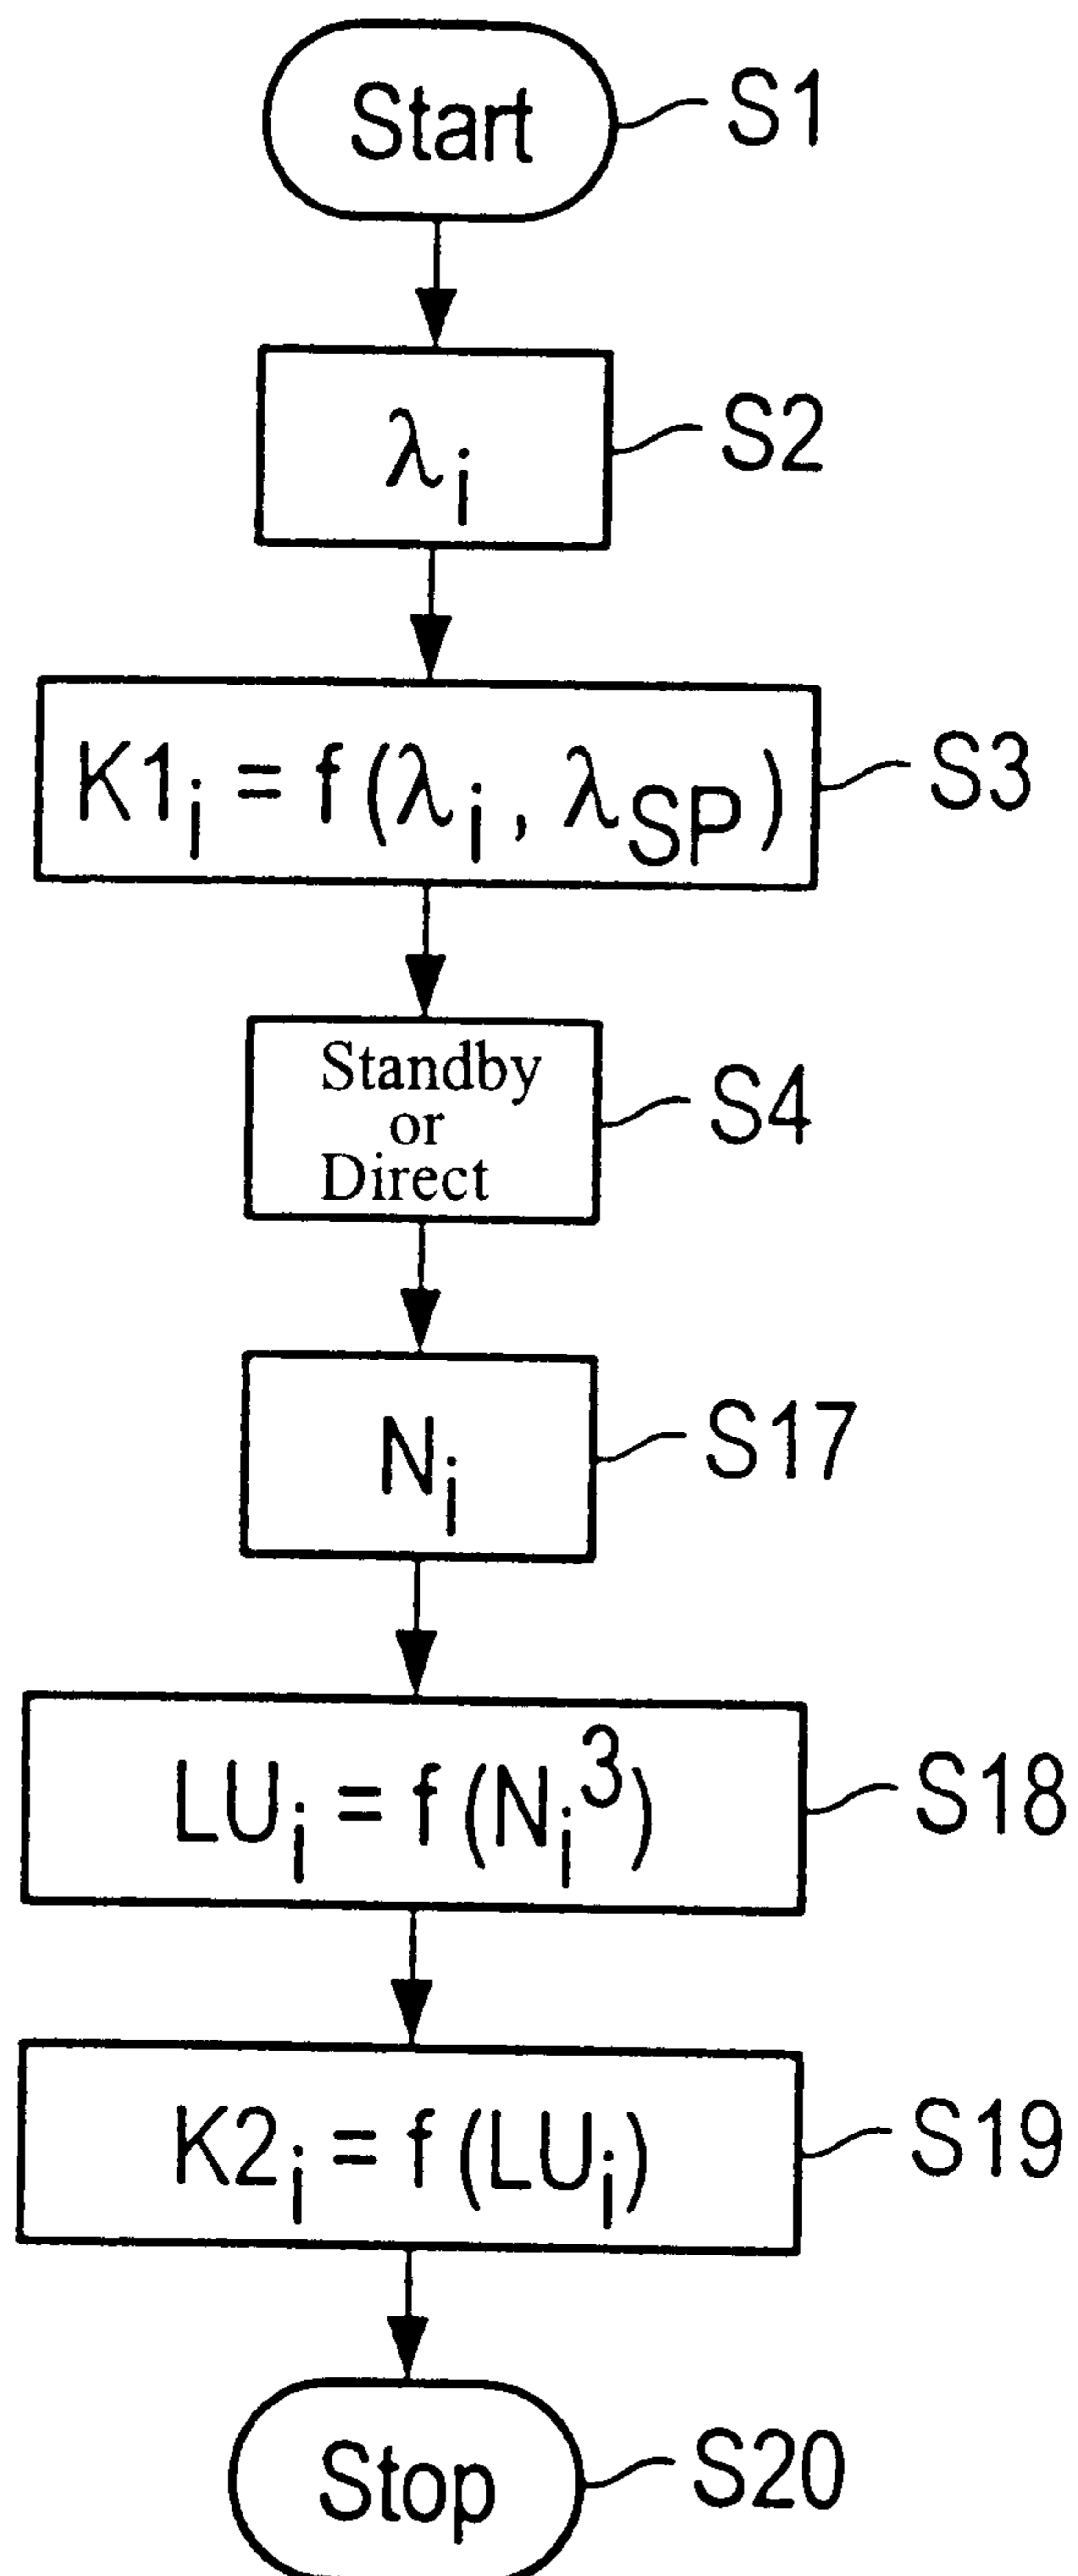 Start S1
λi S2
K1i = f(λi, λSP) S3
Standby
or
Direct S4
Ni S17
LUi = f(Ni³) S18
K2i = f(LUi) S19
Stop S20